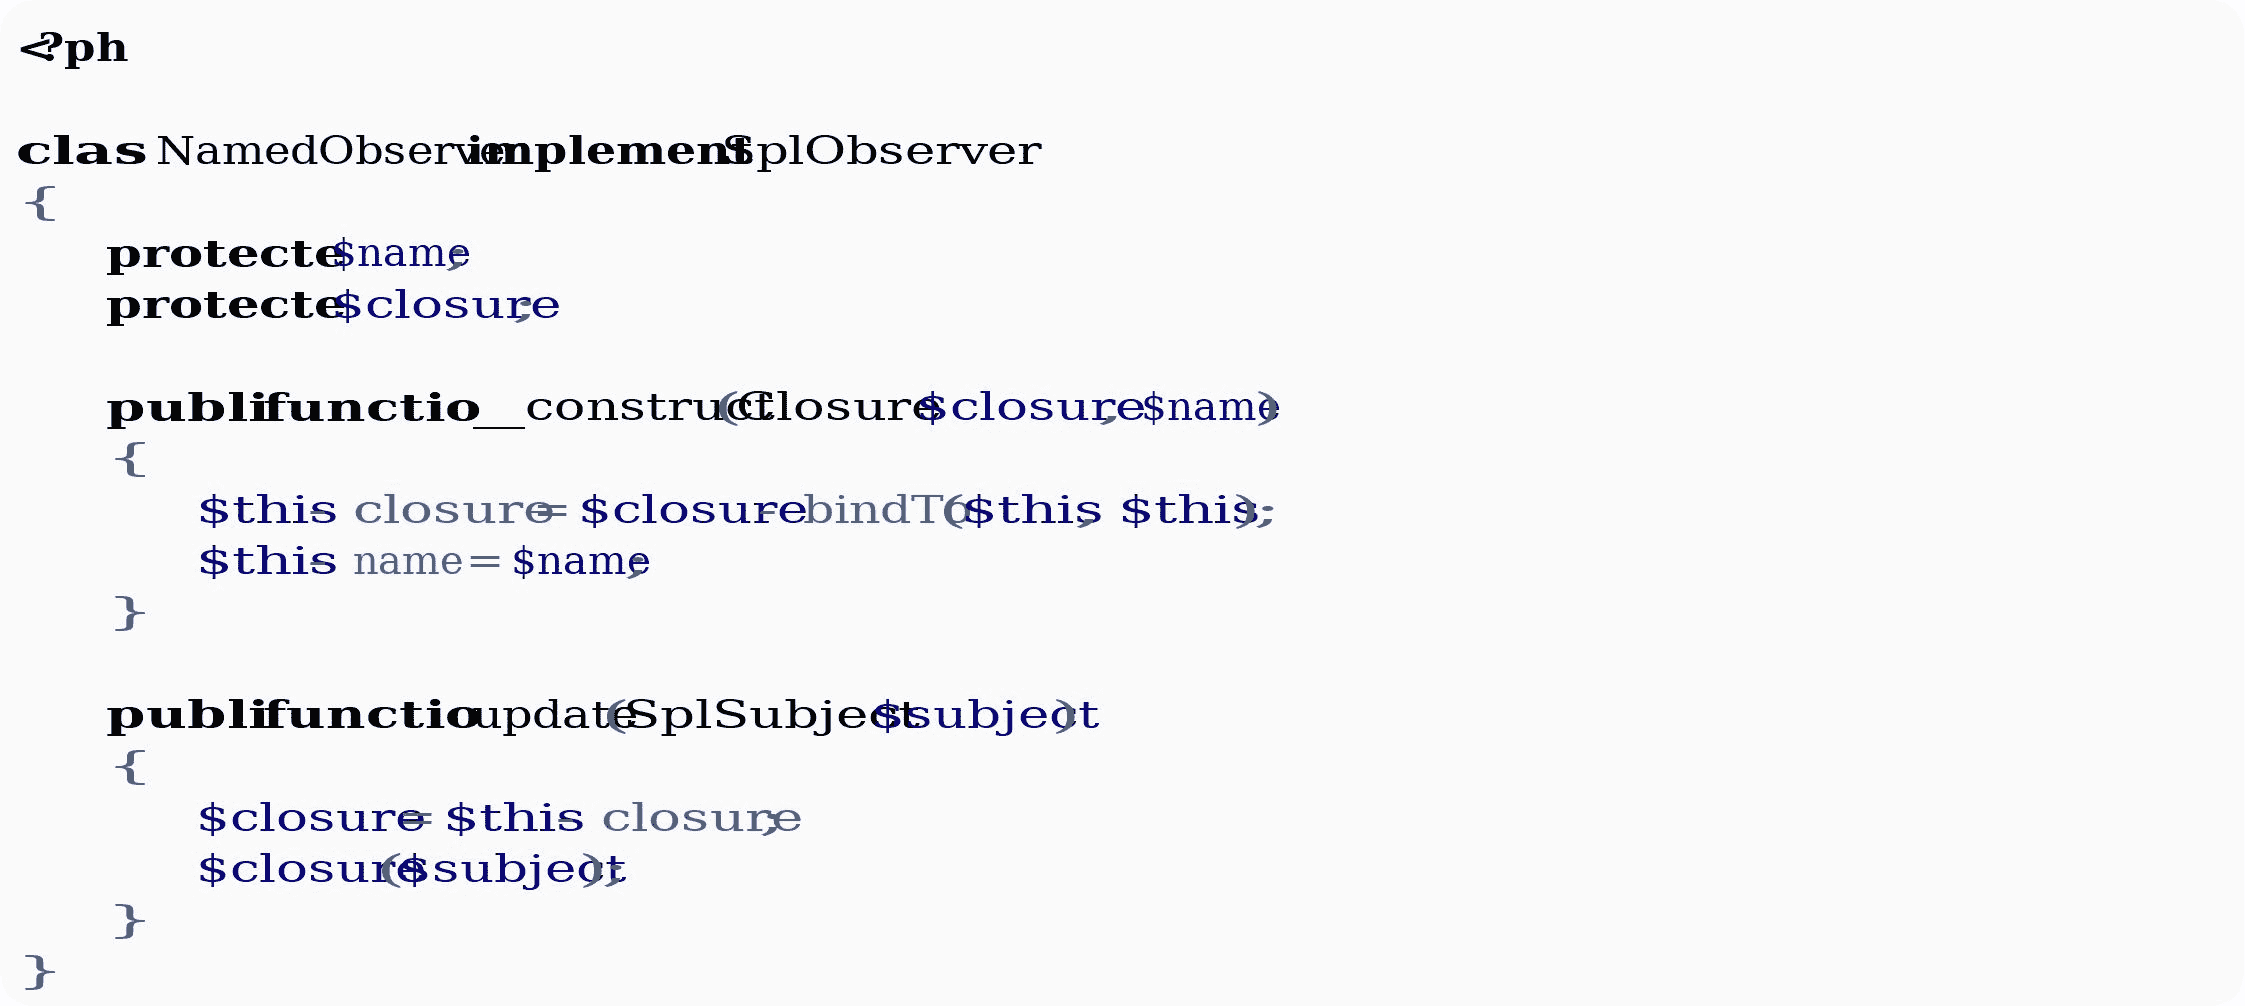 <?ph
clas NamedObserver implement SplObserver
{
protecte $name;
protecte $closure;
publi functio __construct(Closure $closure, $name)
{
$this- closure = $closure- bindTo($this, $this);
$this- name = $name;
}
publi functio update(SplSubject $subject)
{
$closure = $this- closure;
$closure($subject);
}
}